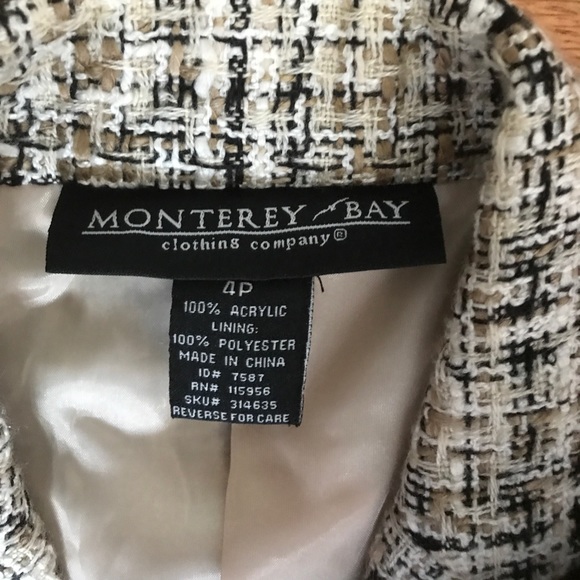 MONTEREY BAY
clothing company®
4P
100% ACRYLIC
LINING:
100% POLYESTER
MADE IN CHINA
ID# 7587
RN# 115956
SKU# 314635
REVERSE FOR CARE